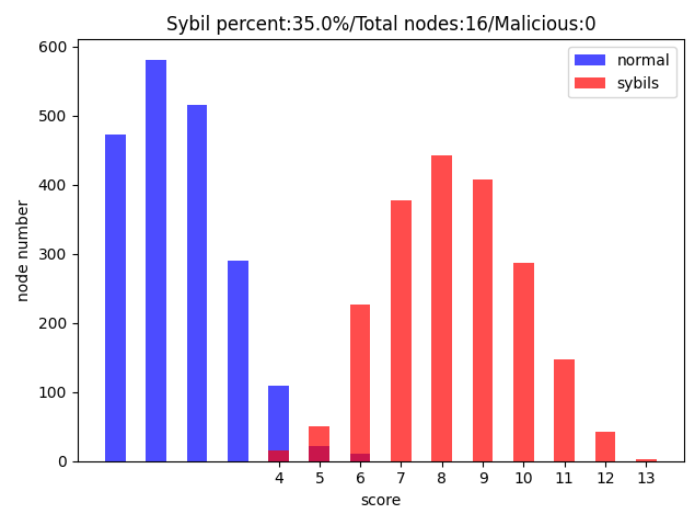 Sybil percent:35.0%/Total nodes:16/Malicious:0
600
normal
sybils
500
400
300
200
100
0
node number
4 5 6 7 8 9 10 11 12 13
score